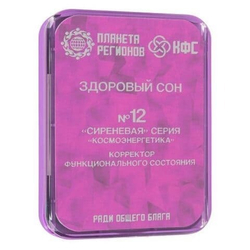 ПЛАНЕТА РЕГИОНОВ КФС
ЗДОРОВЫЙ СОН
№12
"СИРЕНЕВАЯ" СЕРИЯ
"КОСМОЭНЕРГЕТИКА"
КОРРЕКТОР
ФУНКЦИОНАЛЬНОГО СОСТОЯНИЯ
РАДИ ОБЩЕГО БЛАГА